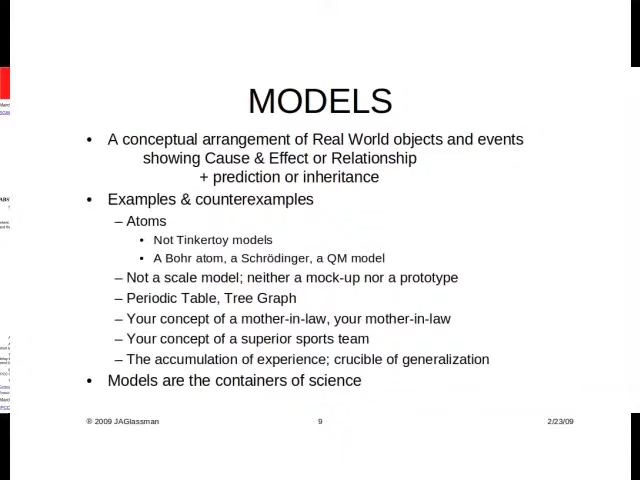 MODELS
• A conceptual arrangement of Real World objects and events
showing Cause & Effect or Relationship
+ prediction or inheritance
• Examples & counterexamples
– Atoms
• Not Tinkertoy models
• A Bohr atom, a Schrödinger, a QM model
– Not a scale model; neither a mock-up nor a prototype
– Periodic Table, Tree Graph
– Your concept of a mother-in-law, your mother-in-law
– Your concept of a superior sports team
– The accumulation of experience; crucible of generalization
• Models are the containers of science
® 2009 JAGlassman 9 2/23/09